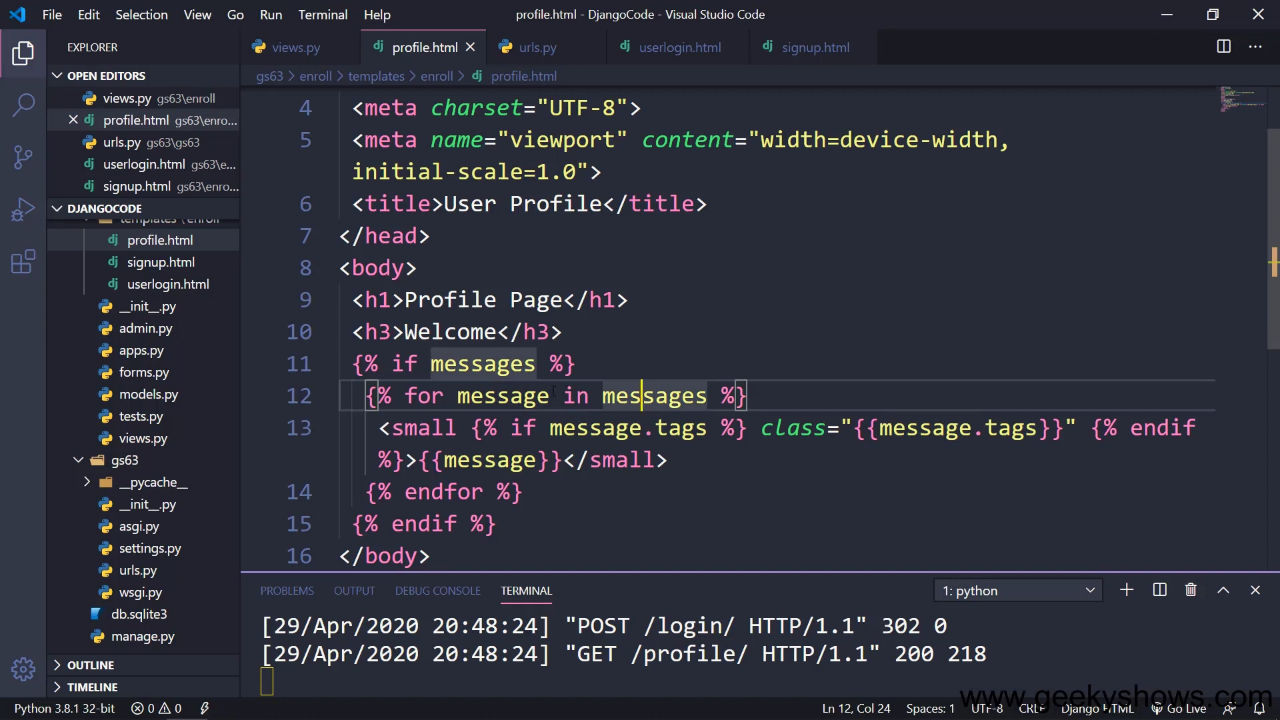 File Edit Selection View Go Run Terminal Help profile.html - DjangoCode - Visual Studio Code
EXPLORER
views.py profile.html urls.py userlogin.html signup.html
OPEN EDITORS
gs63 enroll templates enroll profile.html
views.py gs63\enroll
profile.html gs63\enro...
urls.py gs63\gs63
userlogin.html gs63\e...
signup.html gs63\enro...
DJANGOCODE
templates \ enroll
profile.html
signup.html
userlogin.html
__init__.py
admin.py
apps.py
forms.py
models.py
tests.py
views.py
gs63
__pycache__
__init__.py
asgi.py
settings.py
urls.py
wsgi.py
db.sqlite3
manage.py
OUTLINE
TIMELINE
4 <meta charset="UTF-8">
5 <meta name="viewport" content="width=device-width,
initial-scale=1.0">
6 <title>User Profile</title>
7 </head>
8 <body>
9 <h1>Profile Page</h1>
10 <h3>Welcome</h3>
11 {% if messages %}
12 {% for message in messages %}
13 <small {% if message.tags %} class="{{message.tags}}" {% endif
%}>{{message}}</small>
14 {% endfor %}
15 {% endif %}
16 </body>
PROBLEMS OUTPUT DEBUG CONSOLE TERMINAL 1: python
[29/Apr/2020 20:48:24] "POST /login/ HTTP/1.1" 302 0
[29/Apr/2020 20:48:24] "GET /profile/ HTTP/1.1" 200 218
www.geekyshows.com
Python 3.8.1 32-bit 0 0 Ln 12, Col 24 Spaces: 1 UTF-8 CRLF Django HTML Go Live